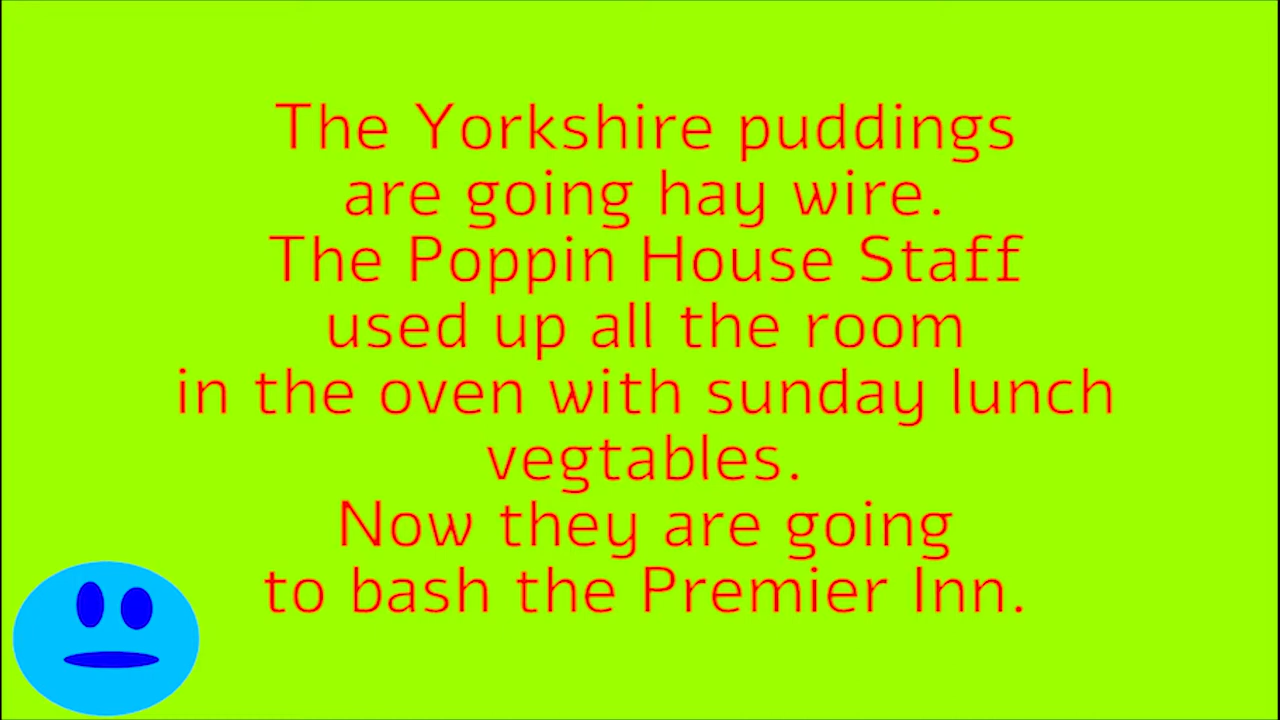 The Yorkshire puddings
are going hay wire.
The Poppin House Staff
used up all the room
in the oven with sunday lunch
vegtables.
Now they are going
to bash the Premier Inn.